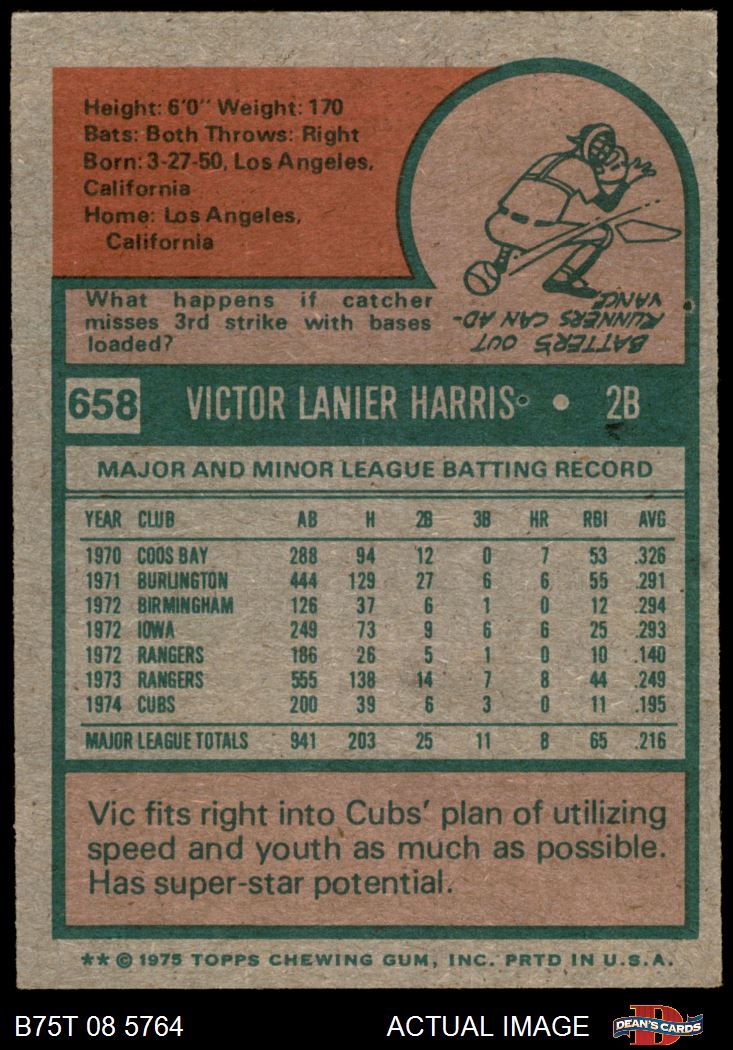 Height: 6'0" Weight: 170
Bats: Both Throws: Right
Born: 3-27-50, Los Angeles,
California
Home: Los Angeles,
California
What happens if catcher
misses 3rd strike with bases
loaded?
BATTER'S OUT
RUNNERS CAN AD-
VANCE
658 VICTOR LANIER HARRIS • 2B
MAJOR AND MINOR LEAGUE BATTING RECORD
YEAR CLUB AB H 2B 3B HR RBI AVG
1970 COOS BAY 288 94 12 0 7 53 .326
1971 BURLINGTON 444 129 27 6 6 55 .291
1972 BIRMINGHAM 126 37 6 1 0 12 .294
1972 IOWA 249 73 9 6 6 25 .293
1972 RANGERS 186 26 5 1 0 10 .140
1973 RANGERS 555 138 14 7 8 44 .249
1974 CUBS 200 39 6 3 0 11 .195
MAJOR LEAGUE TOTALS 941 203 25 11 8 65 .216
Vic fits right into Cubs' plan of utilizing
speed and youth as much as possible.
Has super-star potential.
** © 1975 TOPPS CHEWING GUM, INC. PRTD IN U.S.A.
B75T 08 5764 ACTUAL IMAGE
D
DEAN'S CARDS